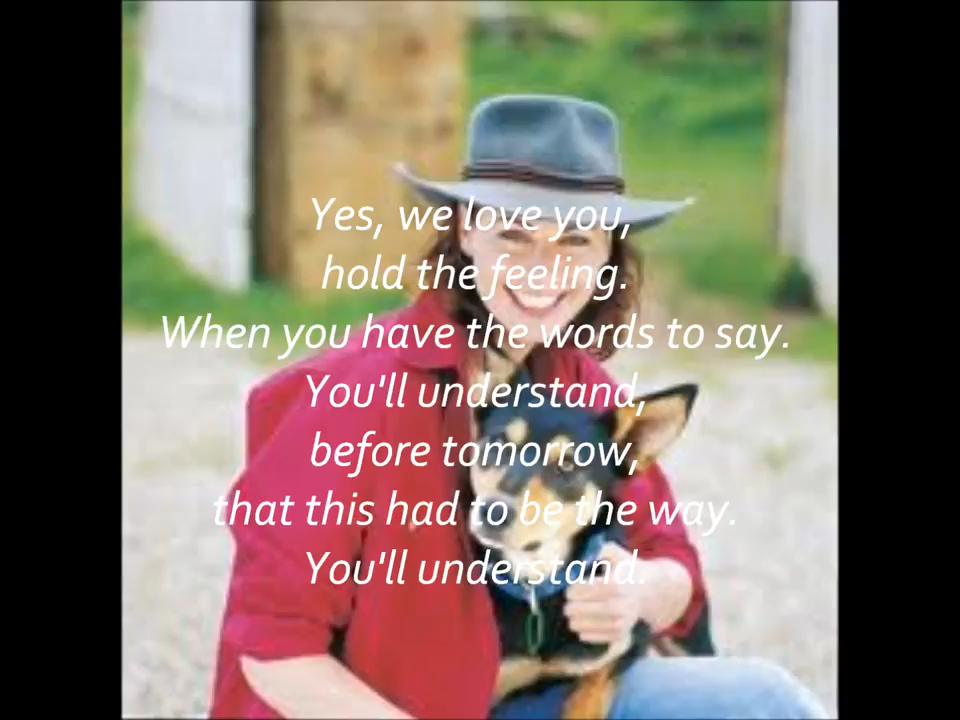 Yes, we love you,
hold the feeling.
When you have the words to say.
You'll understand,
before tomorrow,
that this had to be the way.
You'll understand.